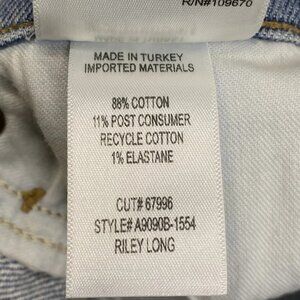 R/N#109670
MADE IN TURKEY
IMPORTED MATERIALS
88% COTTON
11% POST CONSUMER
RECYCLE COTTON
1% ELASTANE
CUT# 67996
STYLE# A9090B-1554
RILEY LONG